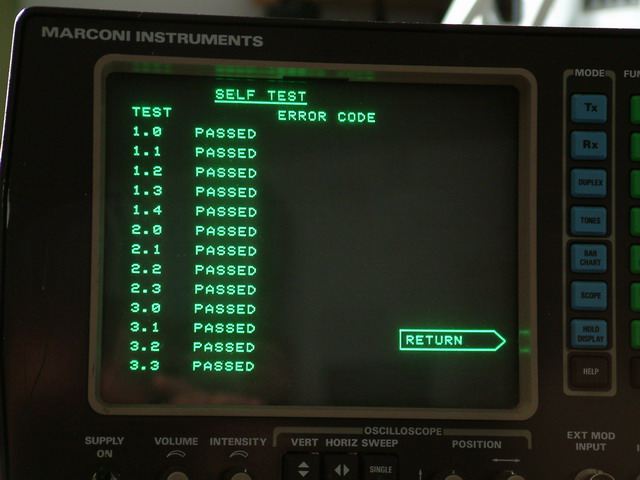 MARCONI INSTRUMENTS
SELF TEST
TEST ERROR CODE
1.0 PASSED
1.1 PASSED
1.2 PASSED
1.3 PASSED
1.4 PASSED
2.0 PASSED
2.1 PASSED
2.2 PASSED
2.3 PASSED
3.0 PASSED
3.1 PASSED
3.2 PASSED
3.3 PASSED
RETURN
MODE
Tx
Rx
DUPLEX
TONES
BAR
CHART
SCOPE
HOLD
DISPLAY
HELP
OSCILLOSCOPE
SUPPLY
ON
VOLUME
INTENSITY
VERT HORIZ SWEEP
POSITION
SINGLE
EXT MOD
INPUT